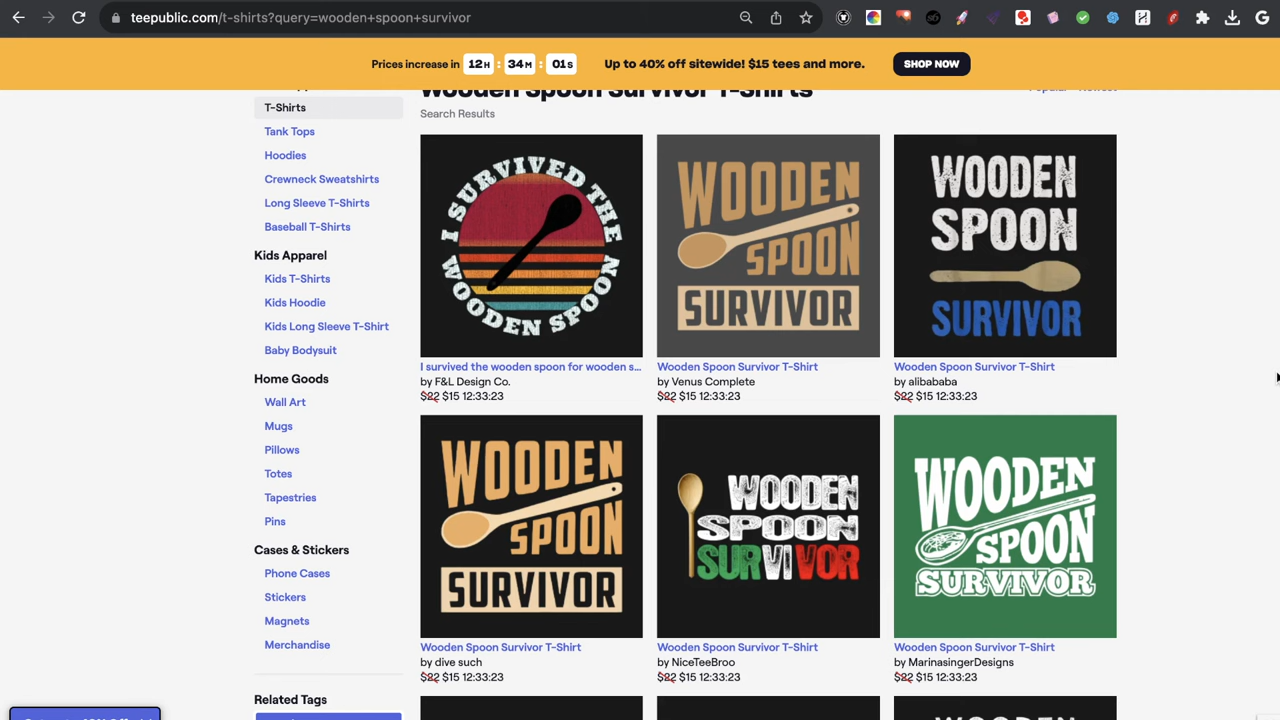 teepublic.com/t-shirts?query=wooden+spoon+survivor
Prices increase in 12H : 34M : 01S Up to 40% off sitewide! $15 tees and more. SHOP NOW
Wooden Spoon Survivor T-Shirts
Search Results
T-Shirts
Tank Tops
Hoodies
Crewneck Sweatshirts
Long Sleeve T-Shirts
Baseball T-Shirts
Kids Apparel
Kids T-Shirts
Kids Hoodie
Kids Long Sleeve T-Shirt
Baby Bodysuit
Home Goods
Wall Art
Mugs
Pillows
Totes
Tapestries
Pins
Cases & Stickers
Phone Cases
Stickers
Magnets
Merchandise
Related Tags
I SURVIVED THE
WOODEN SPOON
I survived the wooden spoon for wooden s...
by F&L Design Co.
$22 $15 12:33:23
WOODEN
SPOON
SURVIVOR
Wooden Spoon Survivor T-Shirt
by Venus Complete
$22 $15 12:33:23
WOODEN
SPOON
SURVIVOR
Wooden Spoon Survivor T-Shirt
by alibababa
$22 $15 12:33:23
WOODEN
SPOON
SURVIVOR
Wooden Spoon Survivor T-Shirt
by dive such
$22 $15 12:33:23
WOODEN
SPOON
SURVIVOR
Wooden Spoon Survivor T-Shirt
by NiceTeeBroo
$22 $15 12:33:23
WOODEN
SPOON
SURVIVOR
Wooden Spoon Survivor T-Shirt
by MarinasingerDesigns
$22 $15 12:33:23